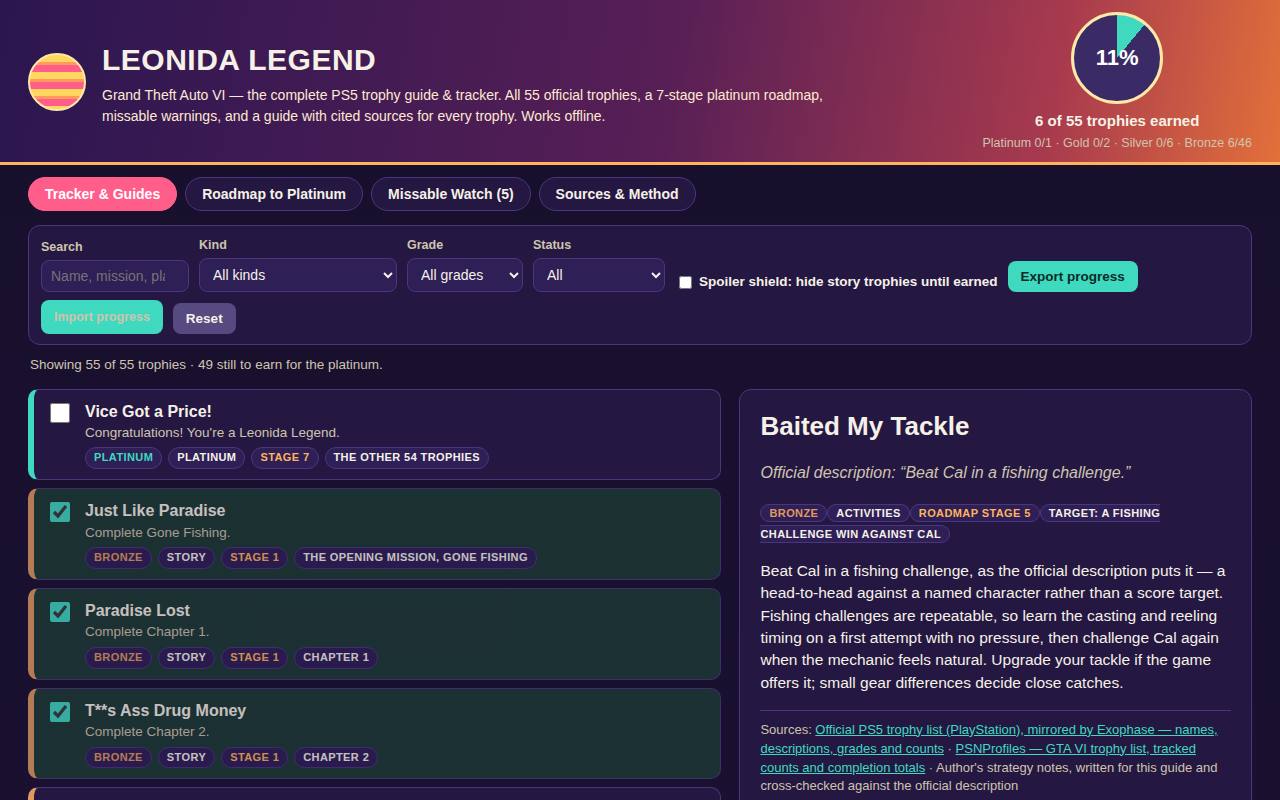 LEONIDA LEGEND
Grand Theft Auto VI — the complete PS5 trophy guide & tracker. All 55 official trophies, a 7-stage platinum roadmap,
missable warnings, and a guide with cited sources for every trophy. Works offline.
11%
6 of 55 trophies earned
Platinum 0/1 · Gold 0/2 · Silver 0/6 · Bronze 6/46
Tracker & Guides
Roadmap to Platinum
Missable Watch (5)
Sources & Method
Search
Kind
Grade
Status
Name, mission, pla
All kinds
All grades
All
Spoiler shield: hide story trophies until earned
Export progress
Import progress
Reset
Showing 55 of 55 trophies · 49 still to earn for the platinum.
Vice Got a Price!
Congratulations! You're a Leonida Legend.
PLATINUM PLATINUM STAGE 7 THE OTHER 54 TROPHIES
Just Like Paradise
Complete Gone Fishing.
BRONZE STORY STAGE 1 THE OPENING MISSION, GONE FISHING
Paradise Lost
Complete Chapter 1.
BRONZE STORY STAGE 1 CHAPTER 1
T**s Ass Drug Money
Complete Chapter 2.
BRONZE STORY STAGE 1 CHAPTER 2
Baited My Tackle
Official description: “Beat Cal in a fishing challenge.”
BRONZE ACTIVITIES ROADMAP STAGE 5 TARGET: A FISHING
CHALLENGE WIN AGAINST CAL
Beat Cal in a fishing challenge, as the official description puts it — a
head-to-head against a named character rather than a score target.
Fishing challenges are repeatable, so learn the casting and reeling
timing on a first attempt with no pressure, then challenge Cal again
when the mechanic feels natural. Upgrade your tackle if the game
offers it; small gear differences decide close catches.
Sources: Official PS5 trophy list (PlayStation), mirrored by Exophase — names,
descriptions, grades and counts · PSNProfiles — GTA VI trophy list, tracked
counts and completion totals · Author's strategy notes, written for this guide and
cross-checked against the official description